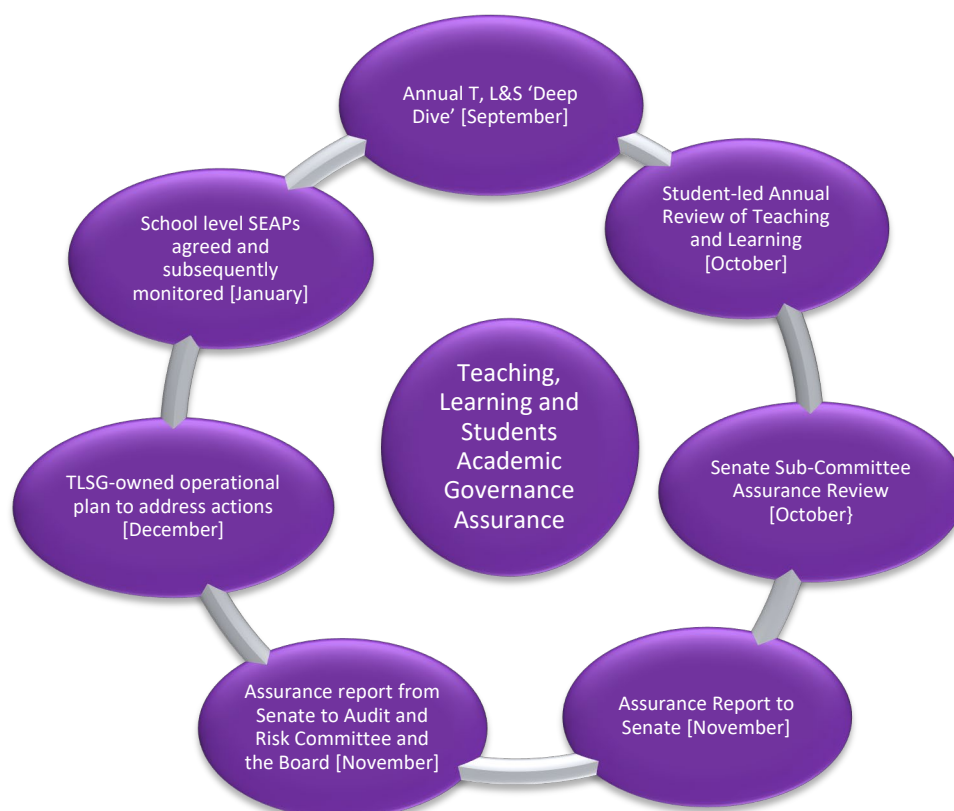 Annual T, L&S ‘Deep
Dive’ [September]
Student-led Annual
Review of Teaching
and Learning
[October]
Senate Sub-Committee
Assurance Review
[October}
Assurance Report to
Senate [November]
Assurance report from
Senate to Audit and
Risk Committee and
the Board [November]
TLSG-owned operational
plan to address actions
[December]
School level SEAPs
agreed and
subsequently
monitored [January]
Teaching,
Learning and
Students
Academic
Governance
Assurance